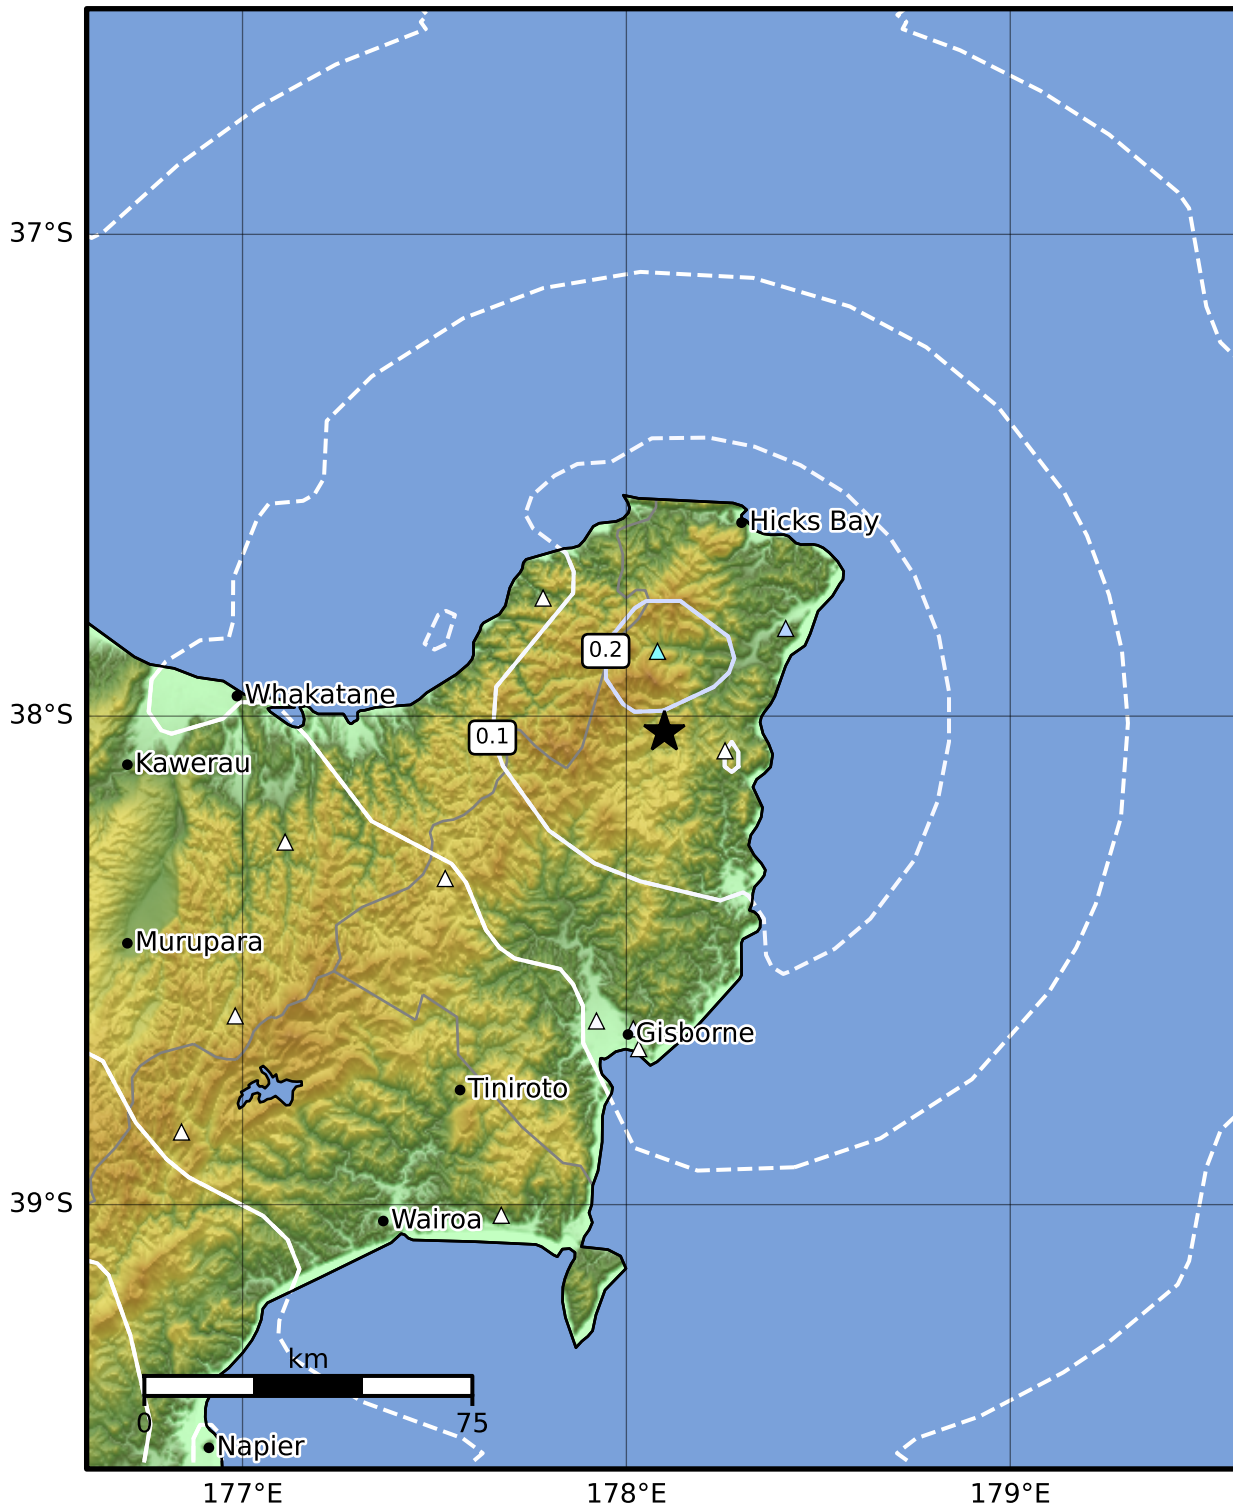 37°S
Hicks Bay
0.2
Whakatane
38°S
0.1
Kawerau
Murupara
Gisborne
Tiniroto
39°S
Wairoa
km
0
75
Napier
177°E
178°E
179°E